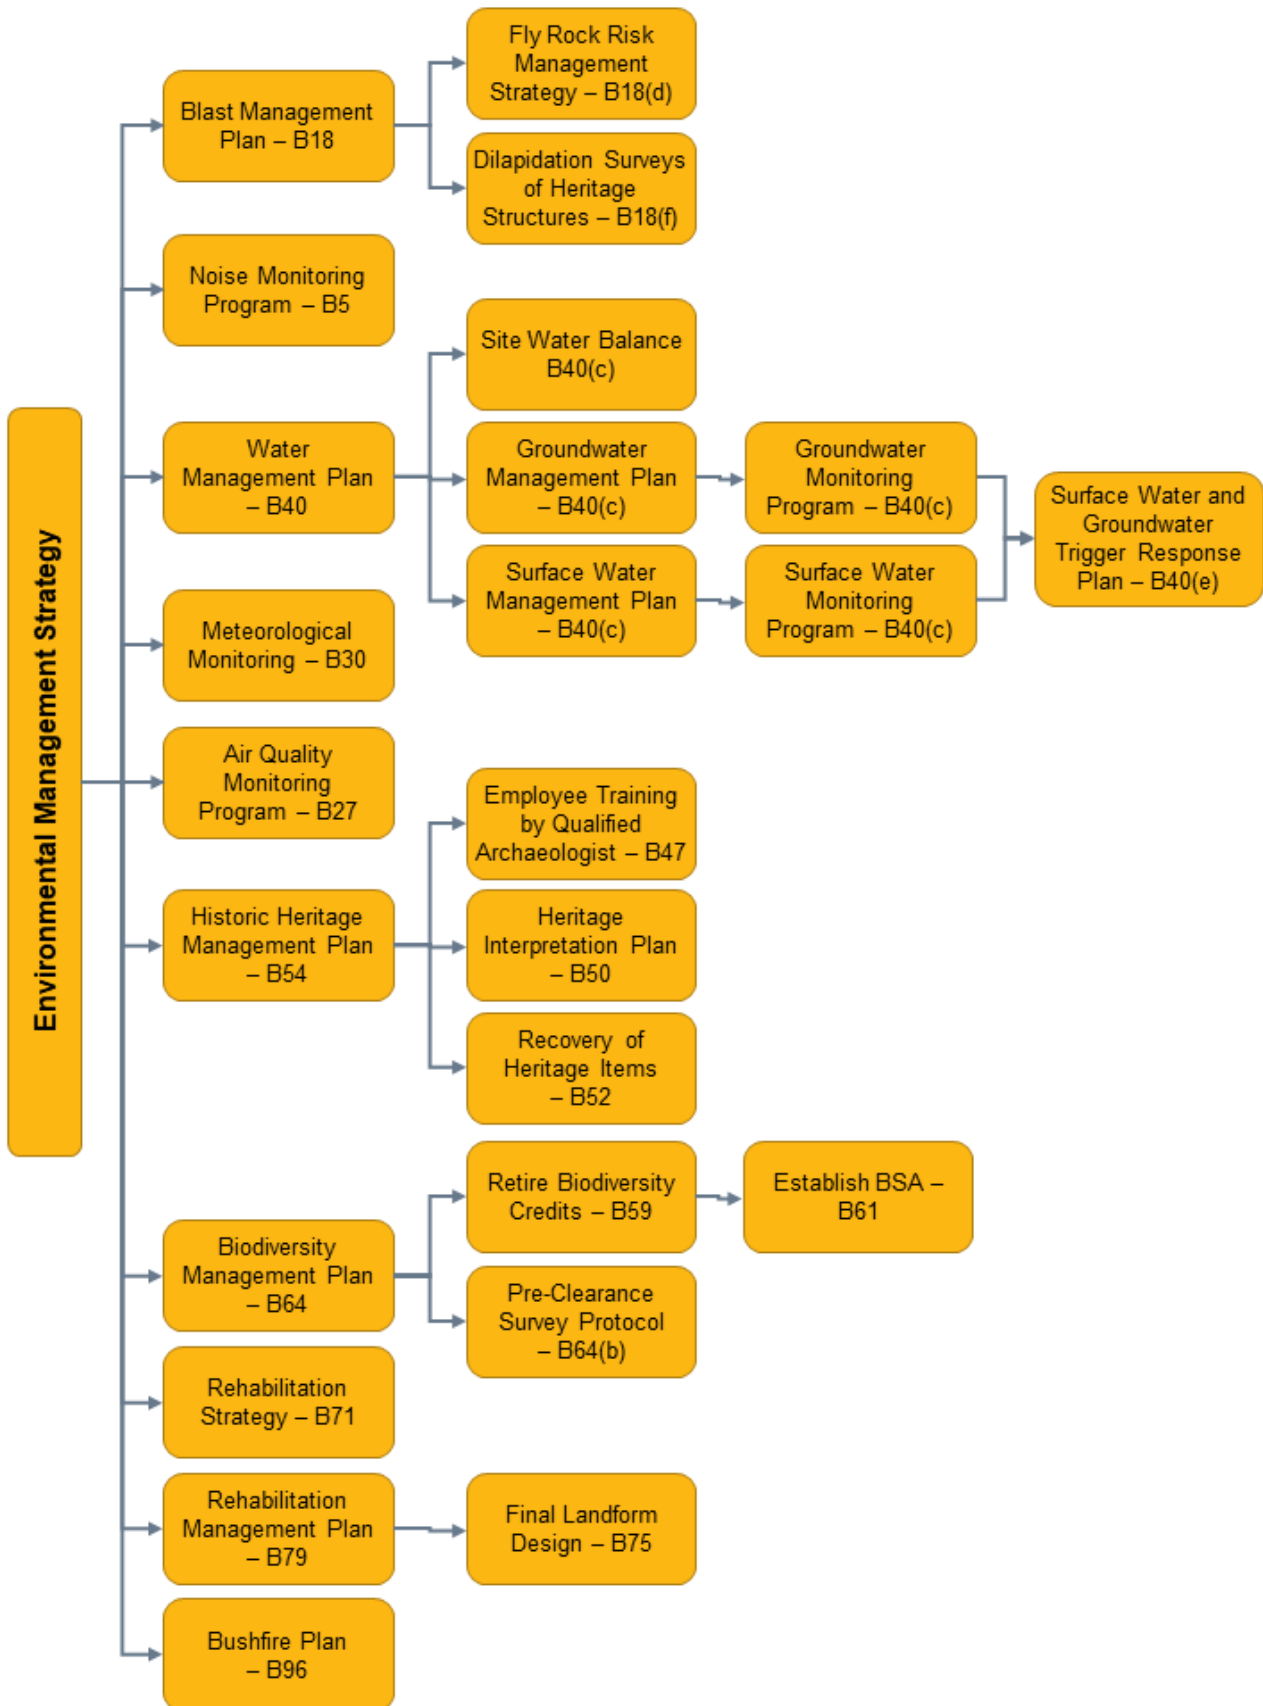 Environmental Management Strategy
Blast Management
Plan – B18
Fly Rock Risk
Management
Strategy – B18(d)
Dilapidation Surveys
of Heritage
Structures – B18(f)
Noise Monitoring
Program – B5
Water
Management Plan
– B40
Site Water Balance
B40(c)
Groundwater
Management Plan
– B40(c)
Groundwater
Monitoring
Program – B40(c)
Surface Water
Management Plan
– B40(c)
Surface Water
Monitoring
Program – B40(c)
Surface Water and
Groundwater
Trigger Response
Plan – B40(e)
Meteorological
Monitoring – B30
Air Quality
Monitoring
Program – B27
Historic Heritage
Management Plan
– B54
Employee Training
by Qualified
Archaeologist – B47
Heritage
Interpretation Plan
– B50
Recovery of
Heritage Items
– B52
Biodiversity
Management Plan
– B64
Retire Biodiversity
Credits – B59
Establish BSA –
B61
Pre-Clearance
Survey Protocol
– B64(b)
Rehabilitation
Strategy – B71
Rehabilitation
Management Plan
– B79
Final Landform
Design – B75
Bushfire Plan
– B96